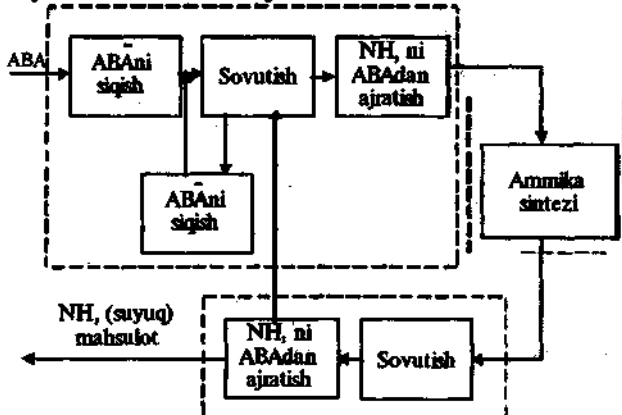 ABA
ABAni
siqish
Sovutish
NH, ni
ABAdan
ajratish
ABAni
siqish
Ammika
sintezi
NH, (suyuq)
mahsulot
NH, ni
ABAdan
ajratish
Sovutish